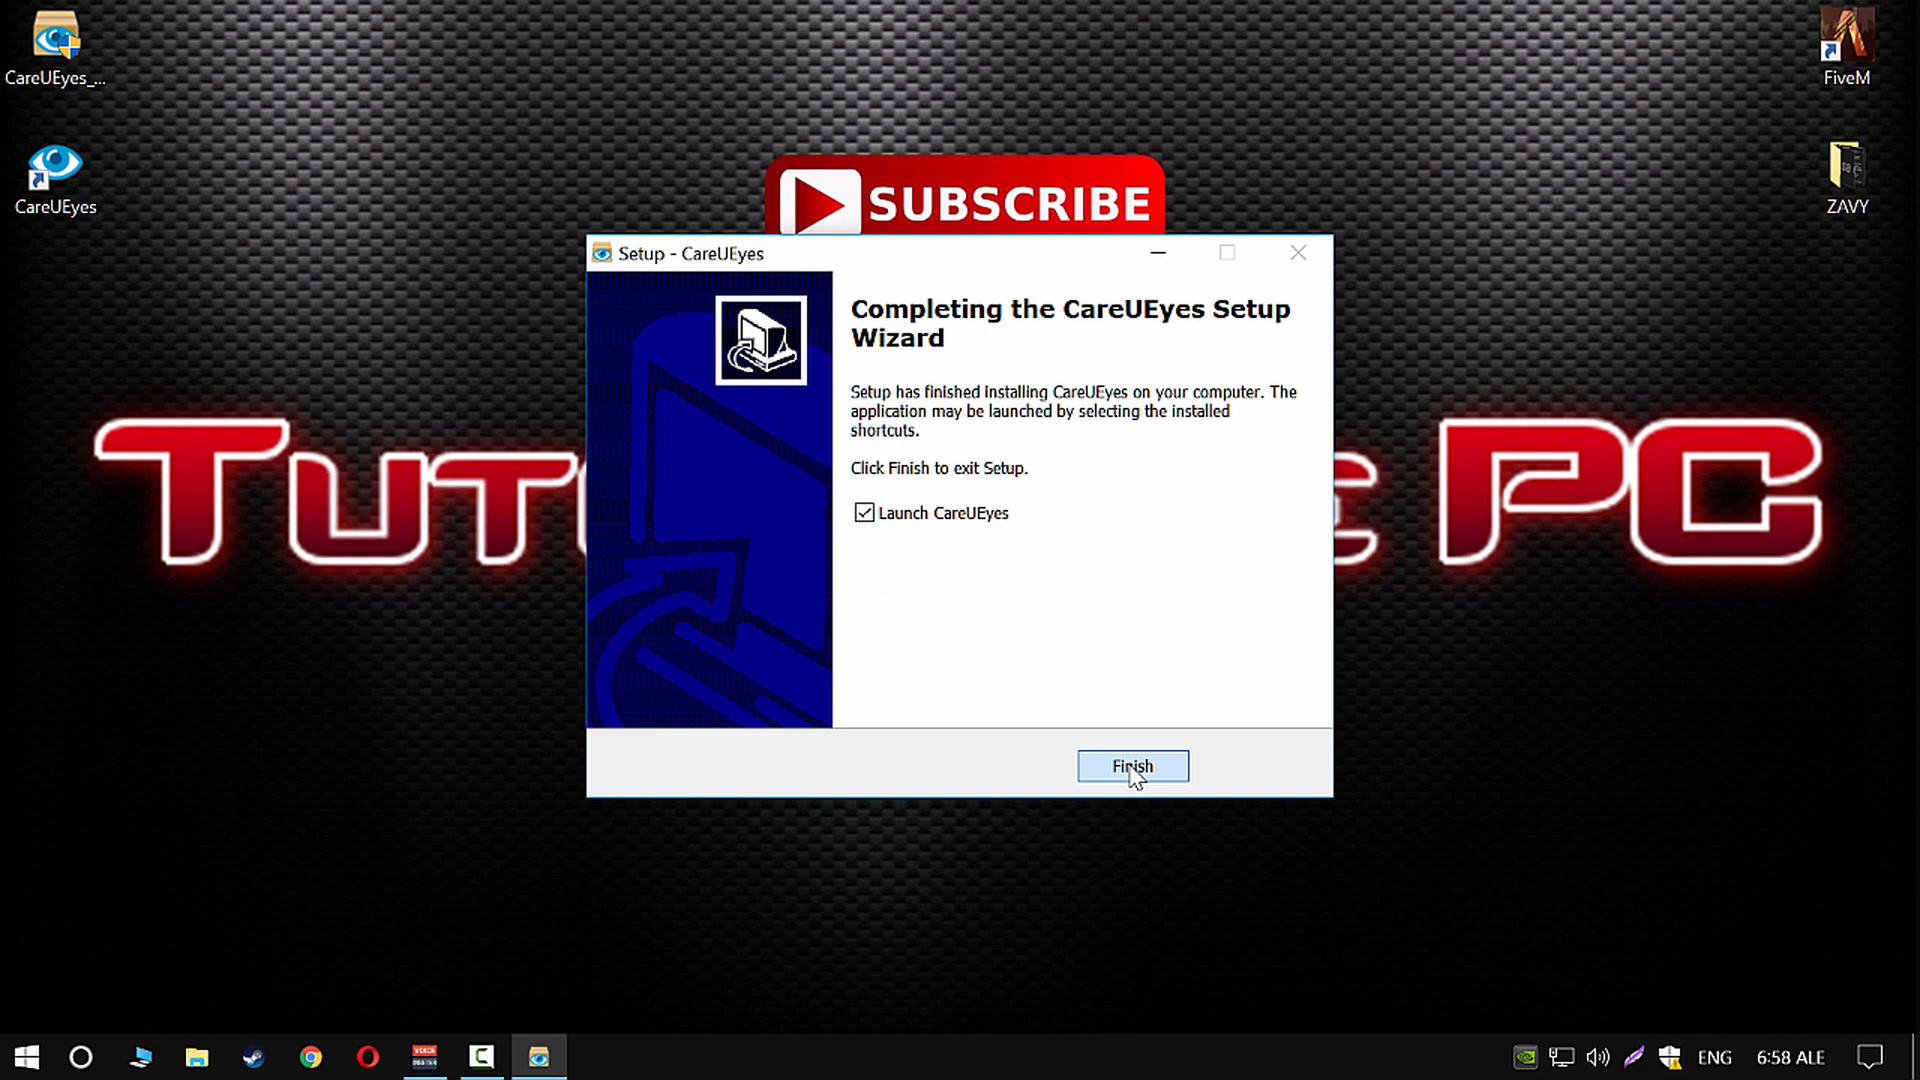 CareUEyes_...
CareUEyes
FiveM
ZAVY
SUBSCRIBE
Setup - CareUEyes
Completing the CareUEyes Setup
Wizard
Setup has finished installing CareUEyes on your computer. The
application may be launched by selecting the installed
shortcuts.
Click Finish to exit Setup.
Launch CareUEyes
Finish
PC
ENG
6:58 ALE